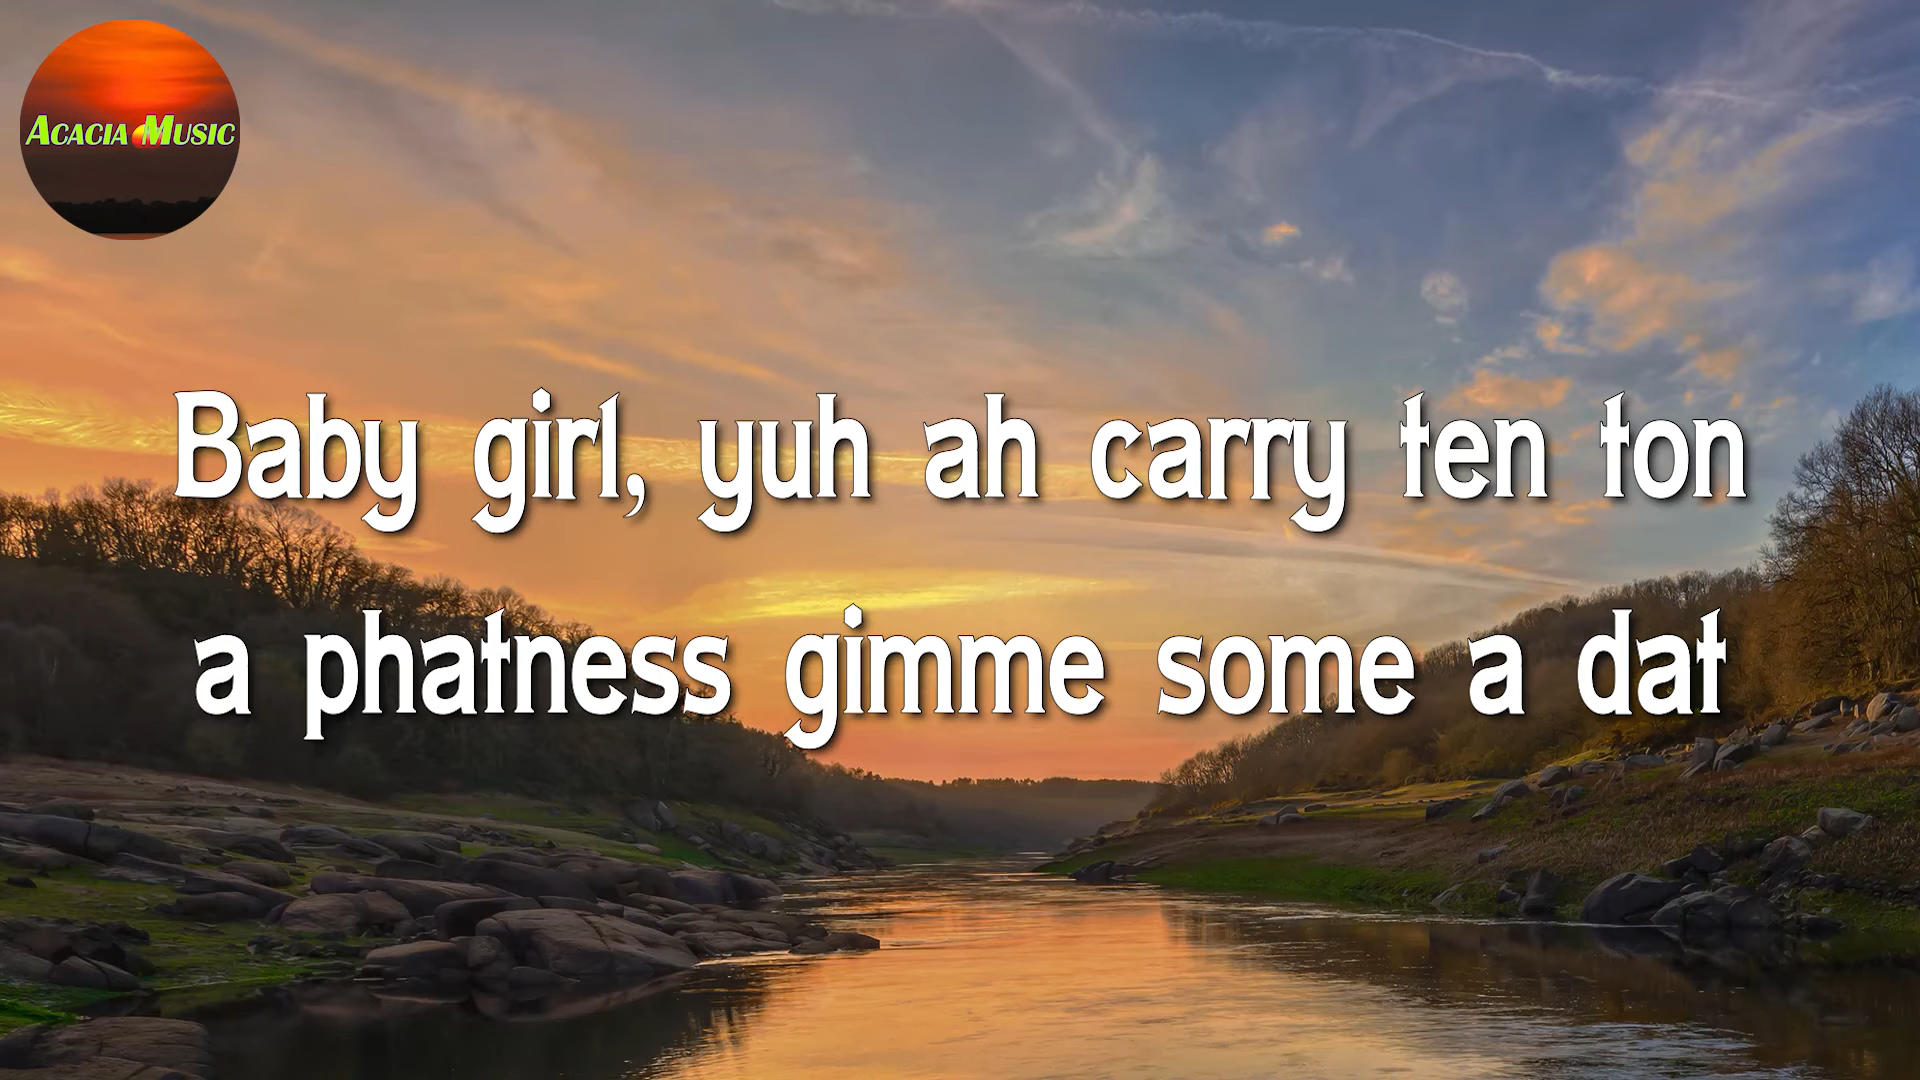 Acacia Music
Baby girl, yuh ah carry ten ton
a phatness gimme some a dat